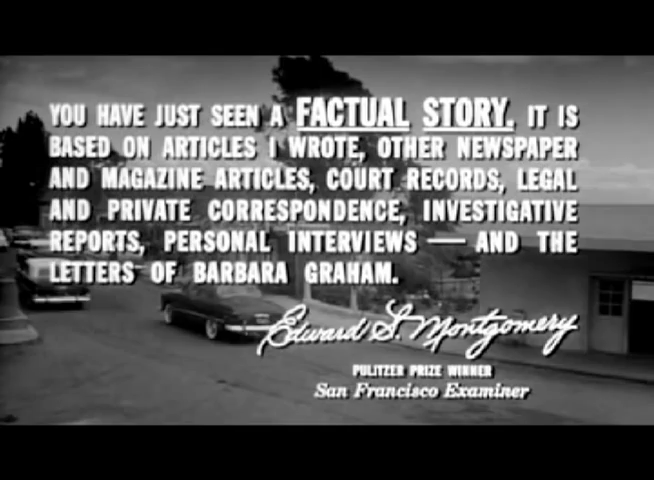 YOU HAVE JUST SEEN A FACTUAL STORY. IT IS
BASED ON ARTICLES I WROTE, OTHER NEWSPAPER
AND MAGAZINE ARTICLES, COURT RECORDS, LEGAL
AND PRIVATE CORRESPONDENCE, INVESTIGATIVE
REPORTS, PERSONAL INTERVIEWS — AND THE
LETTERS OF BARBARA GRAHAM.
Edward S. Montgomery
PULITZER PRIZE WINNER
San Francisco Examiner